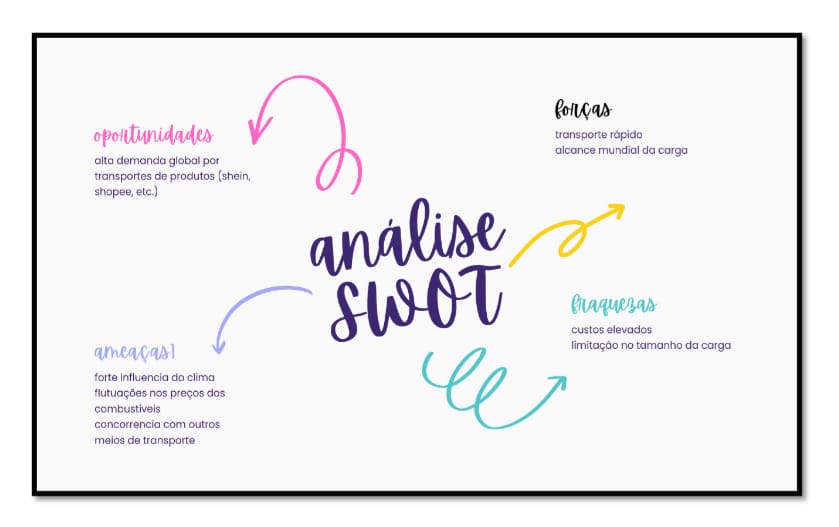 oportunidades
alta demanda global por
transportes de produtos (shein,
shopee, etc.)
forças
transporte rápido
alcance mundial da carga
análise
SWOT
ameaças]
forte influencia do clima
flutuações nos preços dos
combustiveis
concorrencia com outros
meios de transporte
fraquezas
custos elevados
limitação no tamanho da carga